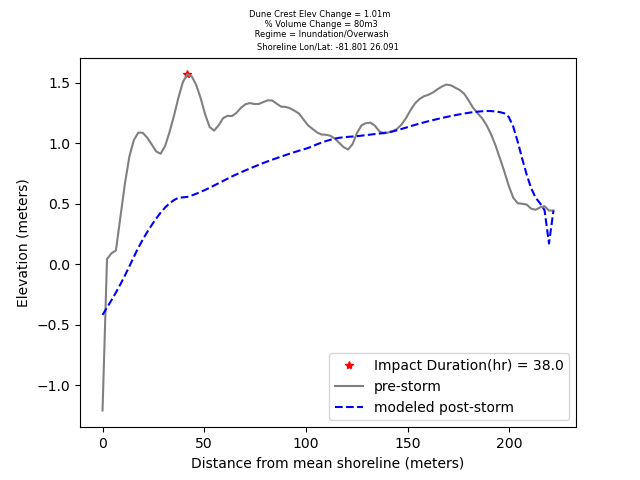 Dune Crest Elev Change = 1.01m
% Volume Change = 80m3
Regime = Inundation/Overwash
Shoreline Lon/Lat: -81.801 26.091
1.5
1.0
0.5
0.0
−0.5
−1.0
Elevation (meters)
Impact Duration(hr) = 38.0
pre-storm
modeled post-storm
0 50 100 150 200
Distance from mean shoreline (meters)